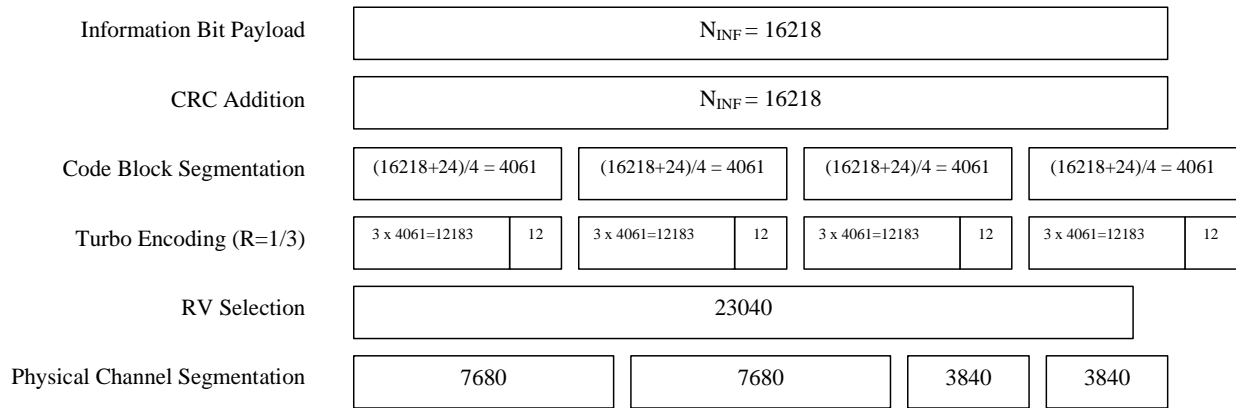 Information Bit Payload N_INF = 16218
CRC Addition N_INF = 16218
Code Block Segmentation (16218+24)/4 = 4061 (16218+24)/4 = 4061 (16218+24)/4 = 4061 (16218+24)/4 = 4061
Turbo Encoding (R=1/3) 3 x 4061=12183 12 3 x 4061=12183 12 3 x 4061=12183 12 3 x 4061=12183 12
RV Selection 23040
Physical Channel Segmentation 7680 7680 3840 3840